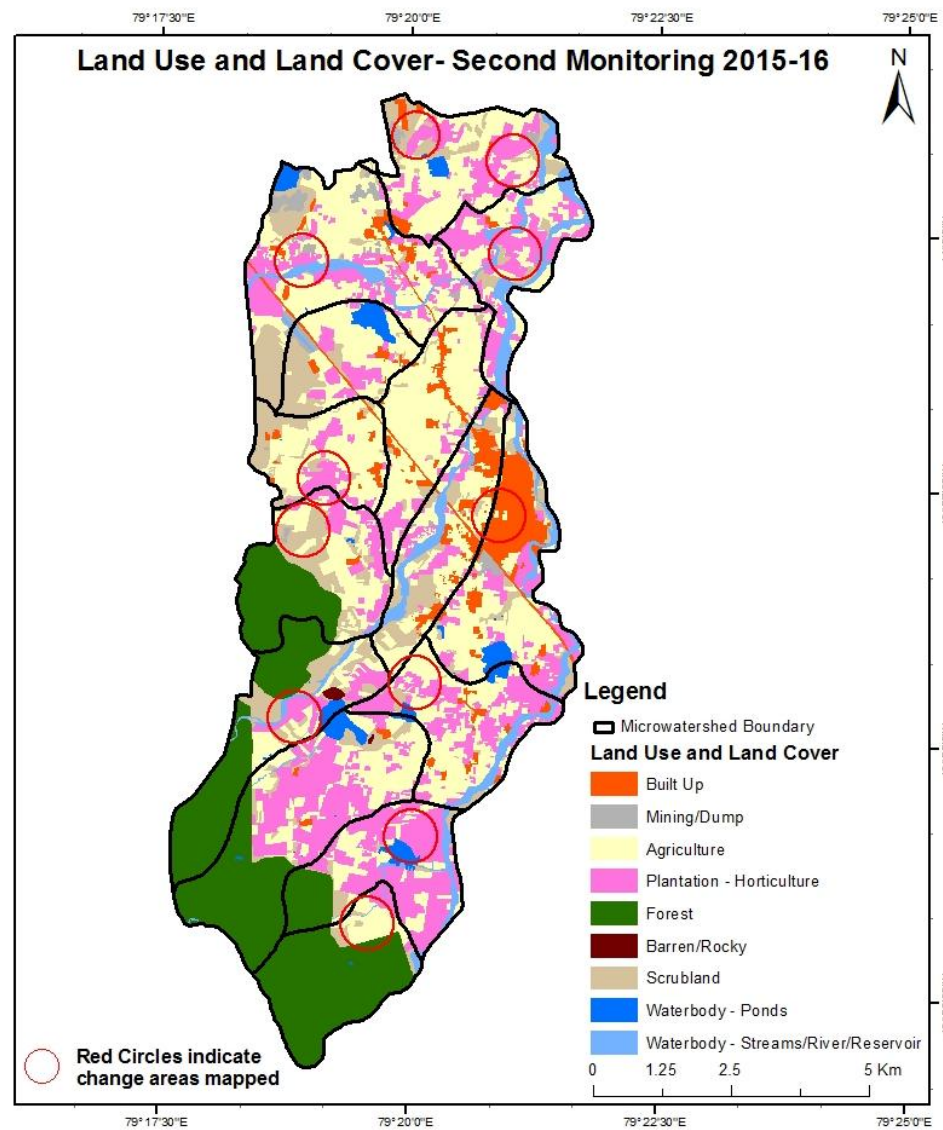 79°17'30"E 79°20'0"E 79°22'30"E 79°25'0"E
Land Use and Land Cover- Second Monitoring 2015-16
N
Legend
Microwatershed Boundary
Land Use and Land Cover
Built Up
Mining/Dump
Agriculture
Plantation - Horticulture
Forest
Barren/Rocky
Scrubland
Waterbody - Ponds
Waterbody - Streams/River/Reservoir
0 1.25 2.5 5 Km
Red Circles indicate
change areas mapped
79°17'30"E 79°20'0"E 79°22'30"E 79°25'0"E